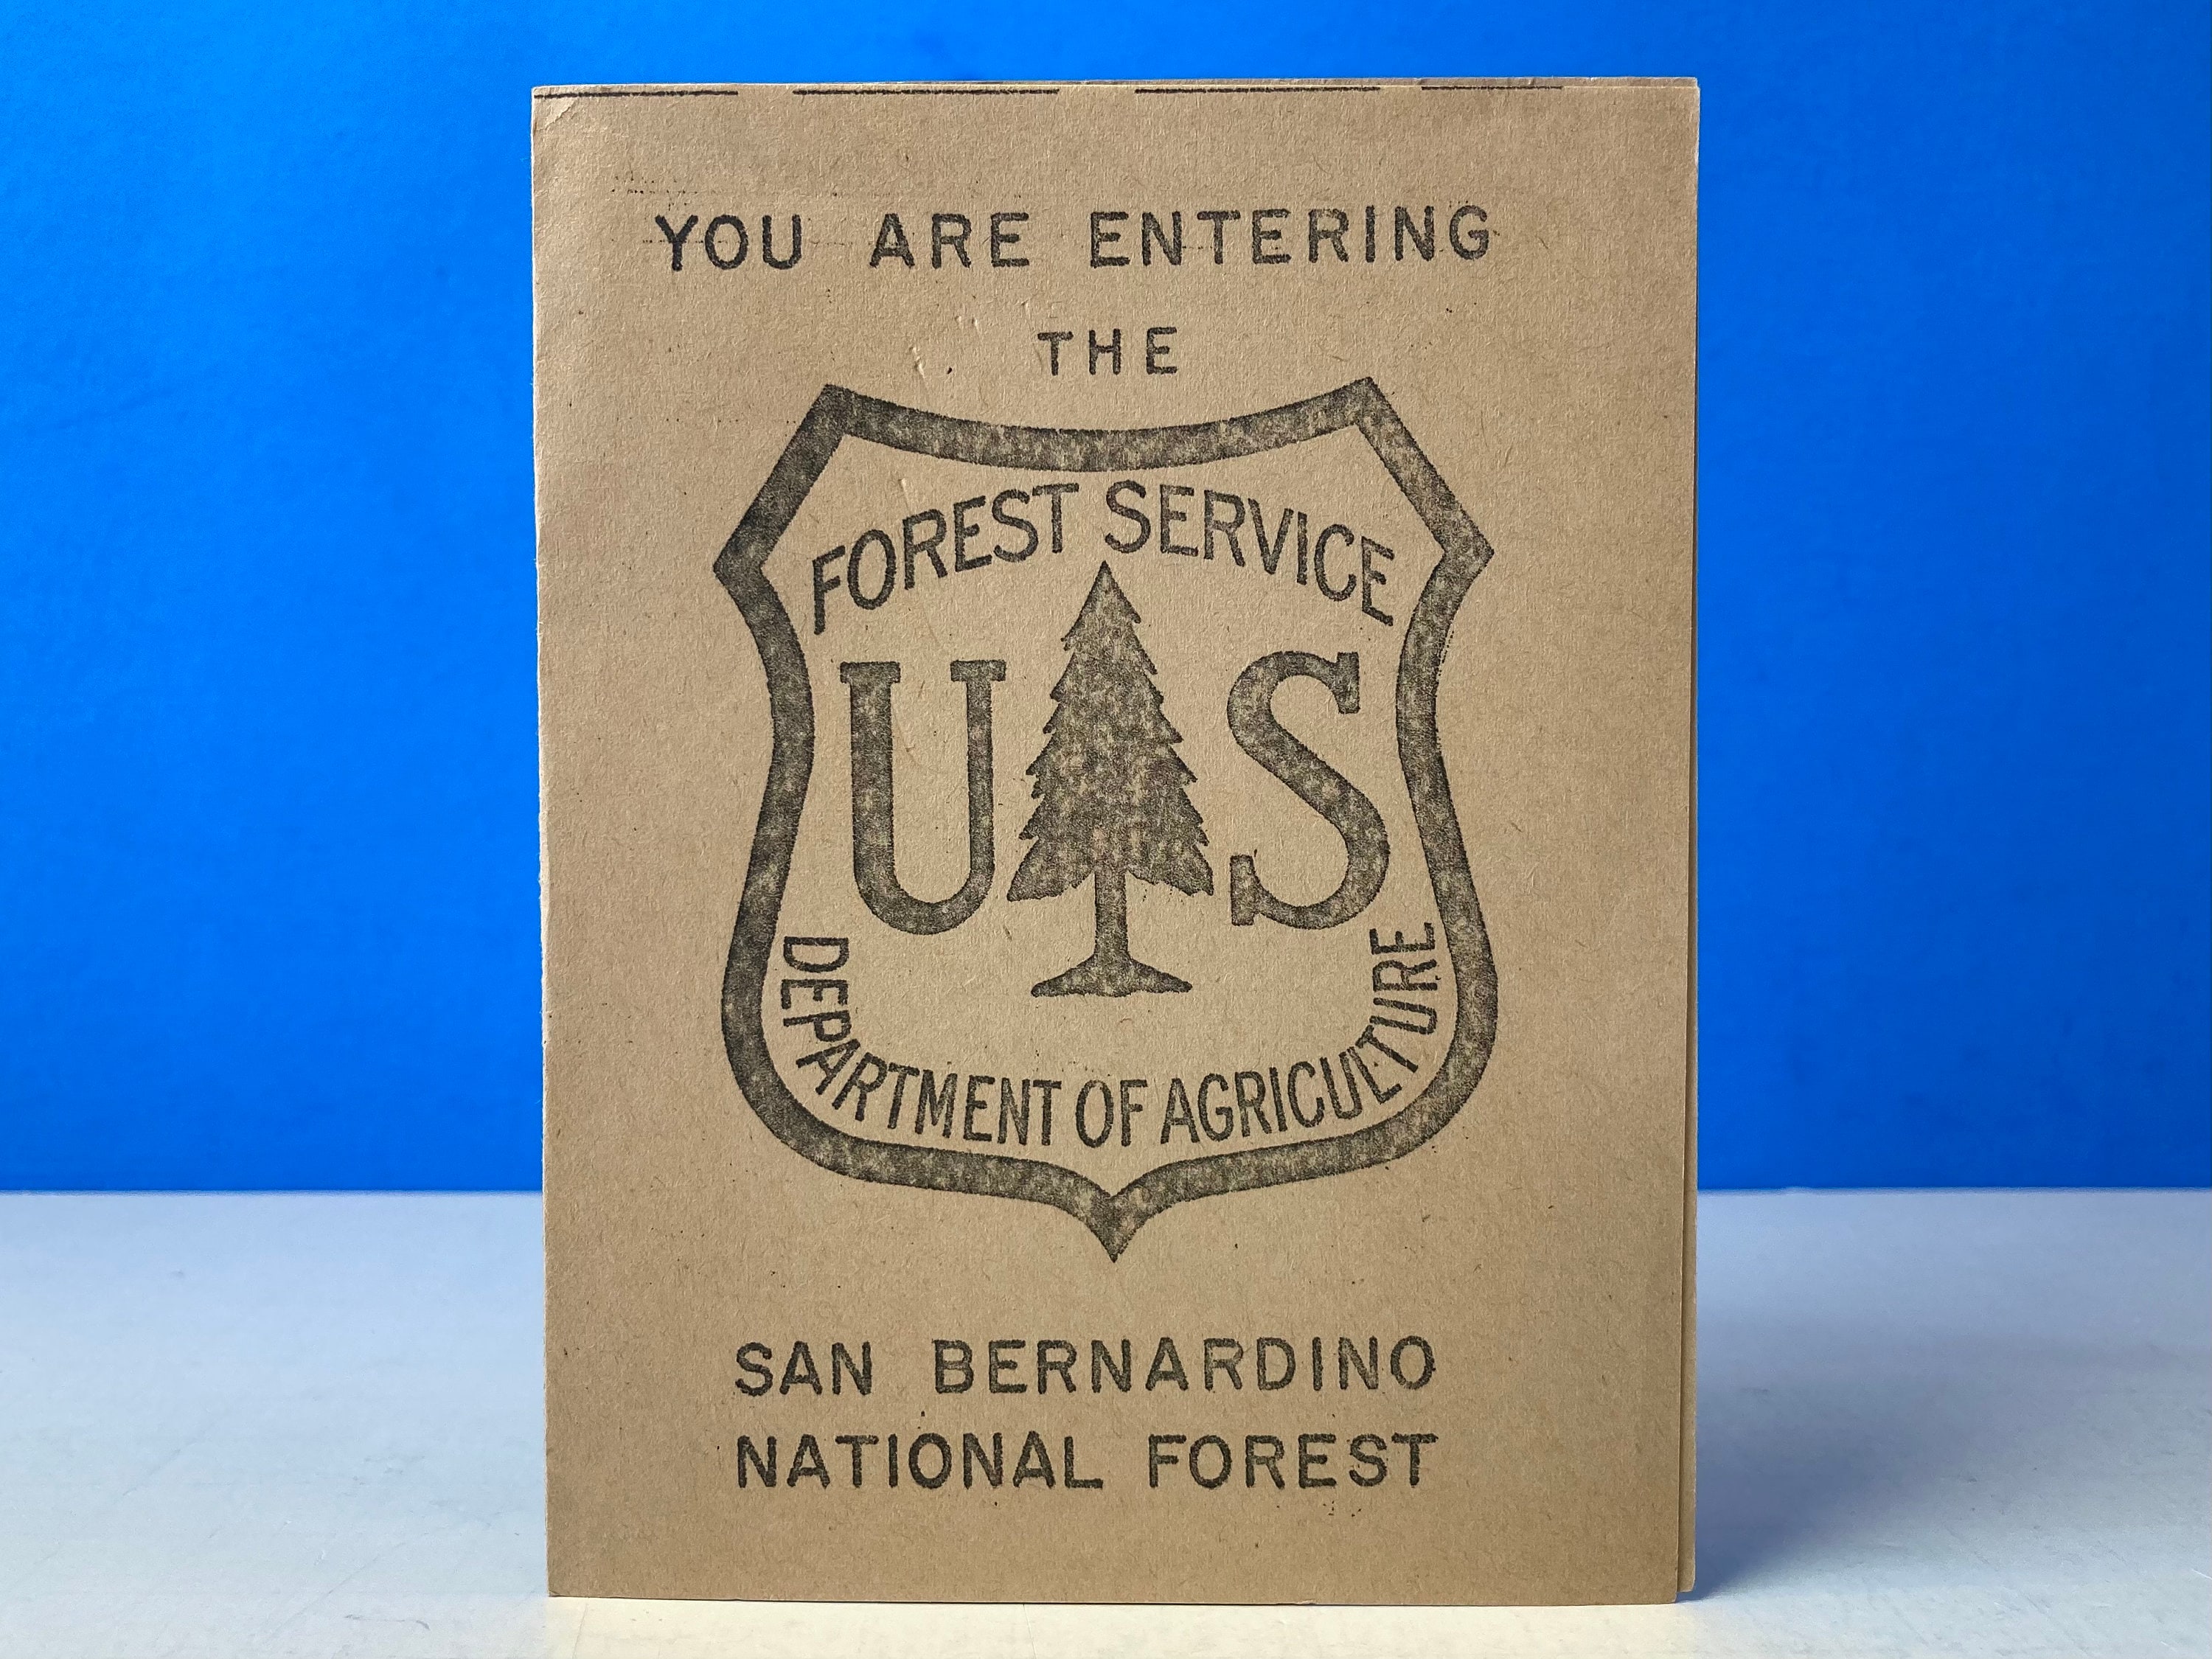 YOU ARE ENTERING
THE
FOREST SERVICE
U S
DEPARTMENT OF AGRICULTURE
SAN BERNARDINO
NATIONAL FOREST